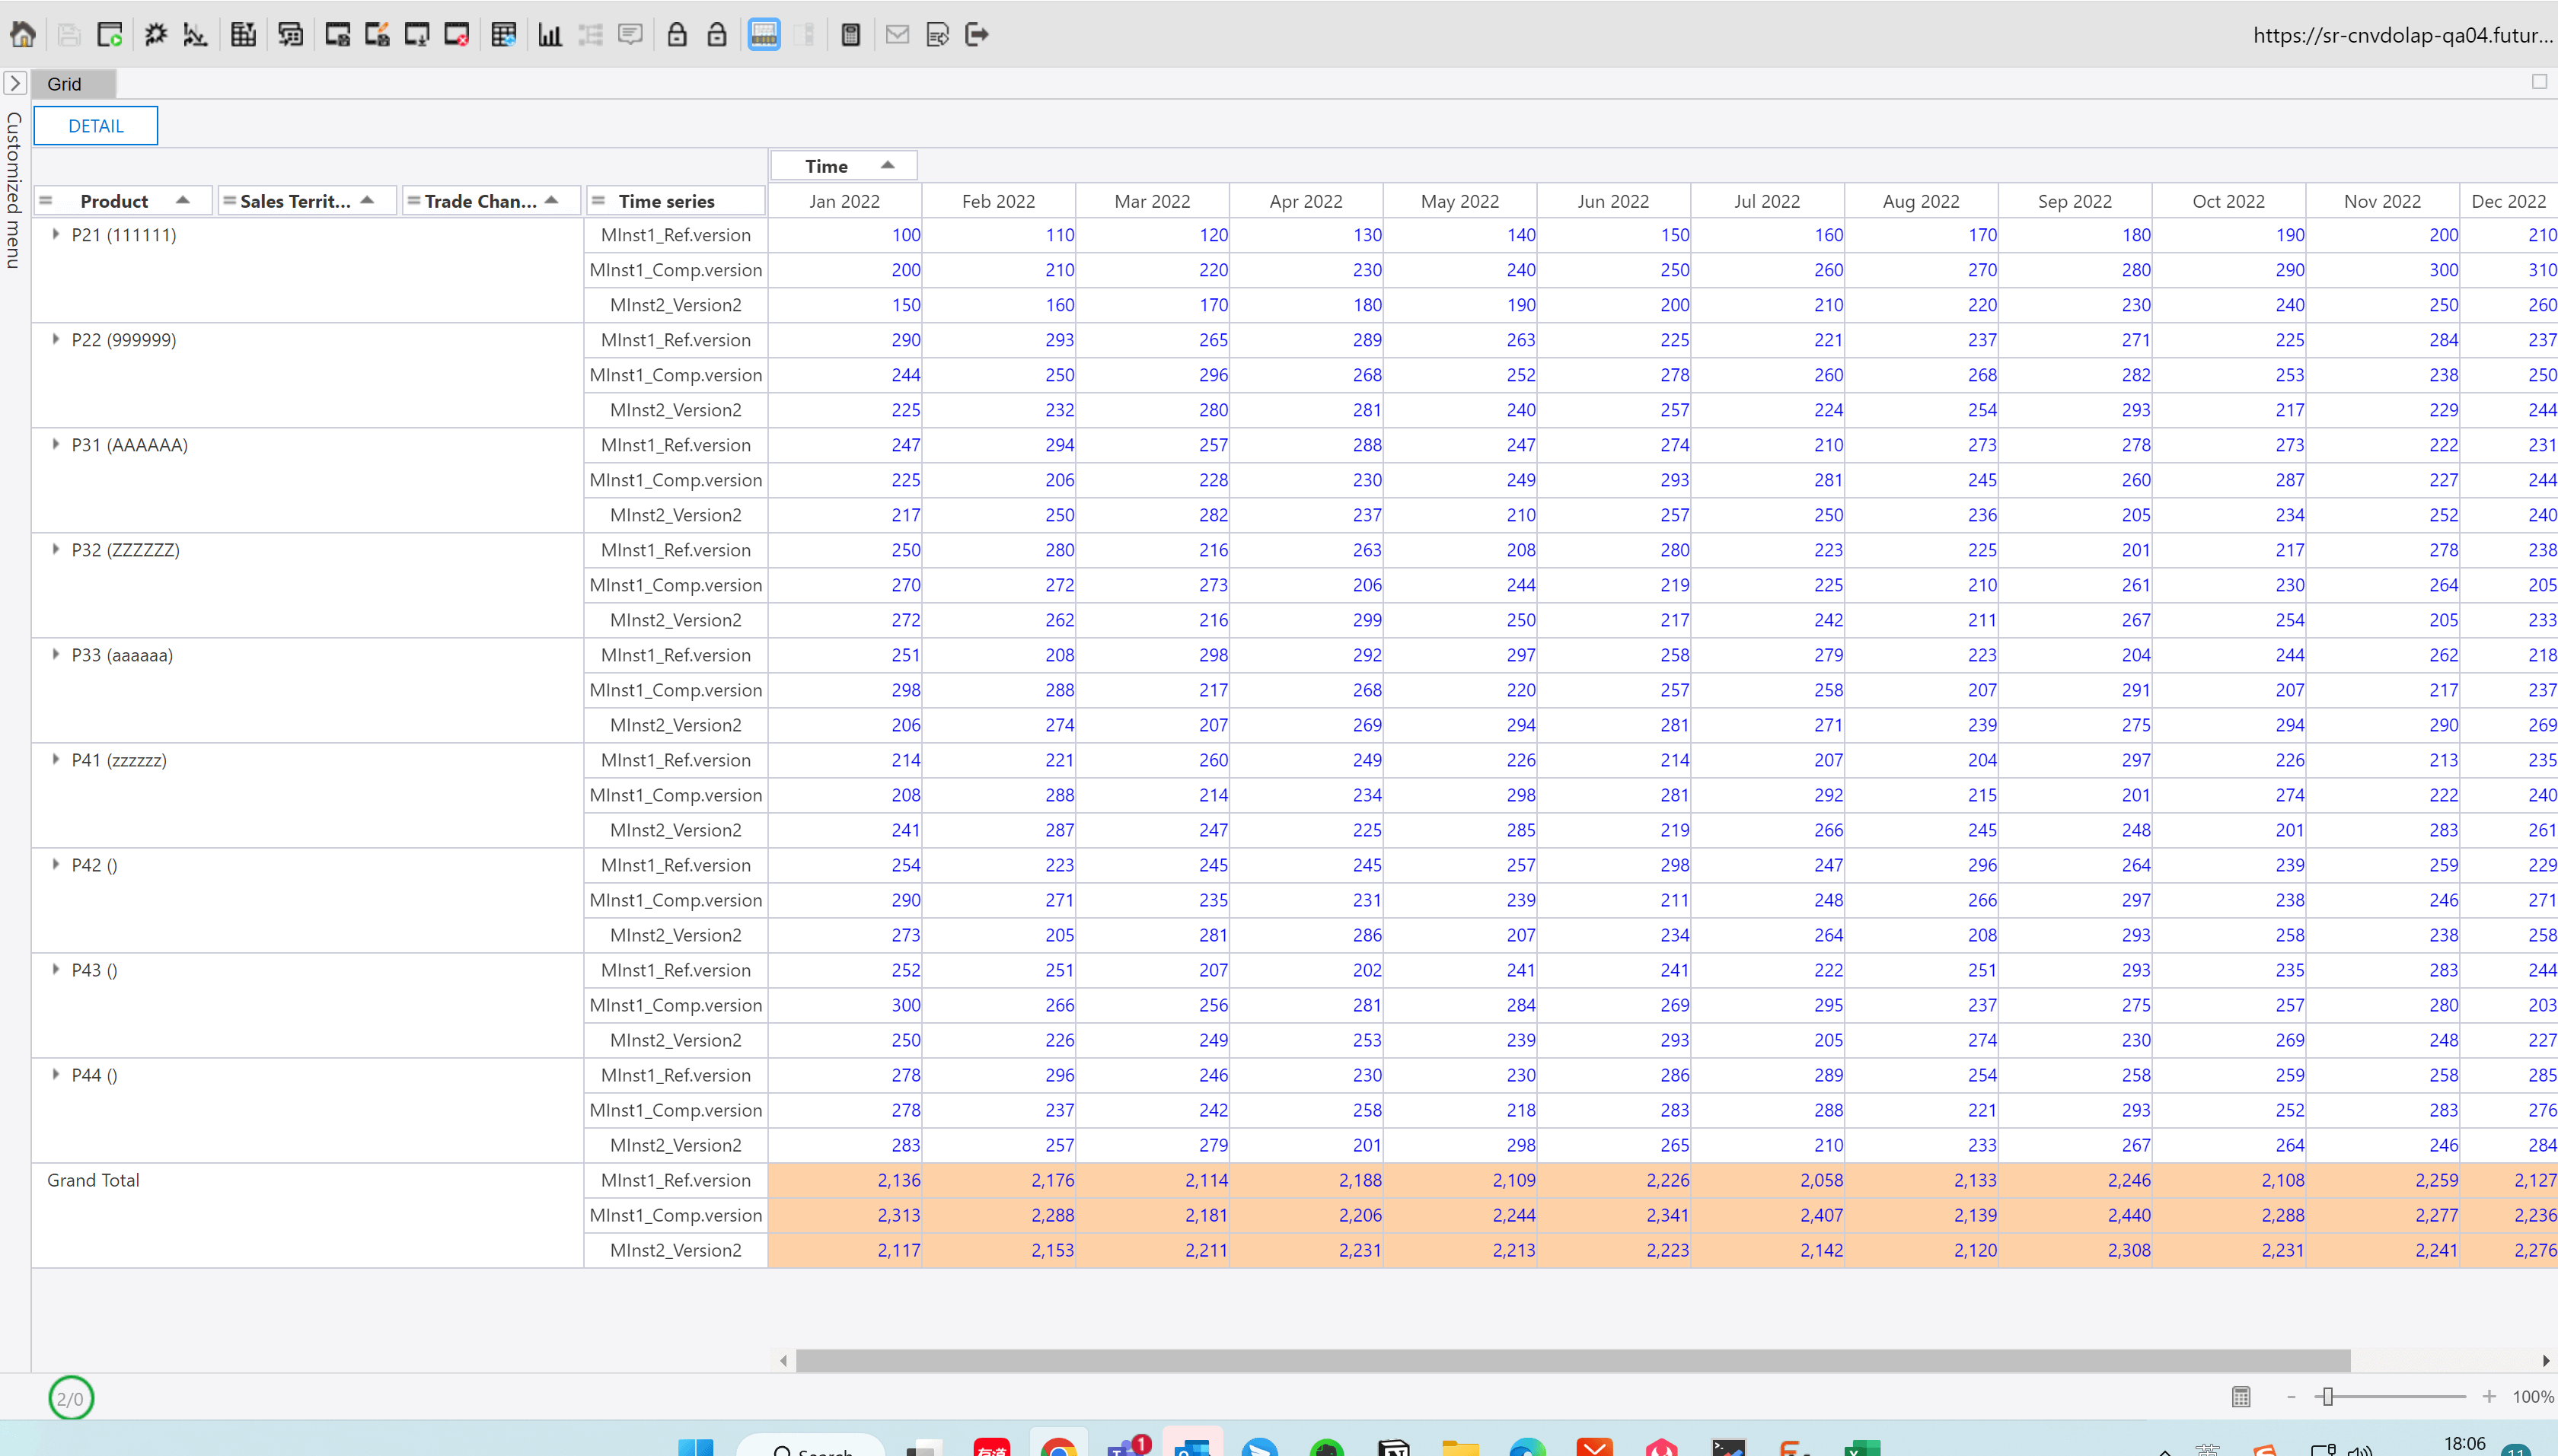 https://sr-cnvdolap-qa04.futur...
Grid
Customized menu
DETAIL
Time
Product Sales Territ... Trade Chan... Time series Jan 2022 Feb 2022 Mar 2022 Apr 2022 May 2022 Jun 2022 Jul 2022 Aug 2022 Sep 2022 Oct 2022 Nov 2022 Dec 2022
P21 (111111) MInst1_Ref.version 100 110 120 130 140 150 160 170 180 190 200 210
MInst1_Comp.version 200 210 220 230 240 250 260 270 280 290 300 310
MInst2_Version2 150 160 170 180 190 200 210 220 230 240 250 260
P22 (999999) MInst1_Ref.version 290 293 265 289 263 225 221 237 271 225 284 237
MInst1_Comp.version 244 250 296 268 252 278 260 268 282 253 238 250
MInst2_Version2 225 232 280 281 240 257 224 254 293 217 229 244
P31 (AAAAAA) MInst1_Ref.version 247 294 257 288 247 274 210 273 278 273 222 231
MInst1_Comp.version 225 206 228 230 249 293 281 245 260 287 227 244
MInst2_Version2 217 250 282 237 210 257 250 236 205 234 252 240
P32 (ZZZZZZ) MInst1_Ref.version 250 280 216 263 208 280 223 225 201 217 278 238
MInst1_Comp.version 270 272 273 206 244 219 225 210 261 230 264 205
MInst2_Version2 272 262 216 299 250 217 242 211 267 254 205 233
P33 (aaaaaa) MInst1_Ref.version 251 208 298 292 297 258 279 223 204 244 262 218
MInst1_Comp.version 298 288 217 268 220 257 258 207 291 207 217 237
MInst2_Version2 206 274 207 269 294 281 271 239 275 294 290 269
P41 (zzzzzz) MInst1_Ref.version 214 221 260 249 226 214 207 204 297 226 213 235
MInst1_Comp.version 208 288 214 234 298 281 292 215 201 274 222 240
MInst2_Version2 241 287 247 225 285 219 266 245 248 201 283 261
P42 () MInst1_Ref.version 254 223 245 245 257 298 247 296 264 239 259 229
MInst1_Comp.version 290 271 235 231 239 211 248 266 297 238 246 271
MInst2_Version2 273 205 281 286 207 234 264 208 293 258 238 258
P43 () MInst1_Ref.version 252 251 207 202 241 241 222 251 293 235 283 244
MInst1_Comp.version 300 266 256 281 284 269 295 237 275 257 280 203
MInst2_Version2 250 226 249 253 239 293 205 274 230 269 248 227
P44 () MInst1_Ref.version 278 296 246 230 230 286 289 254 258 259 258 285
MInst1_Comp.version 278 237 242 258 218 283 288 221 293 252 283 276
MInst2_Version2 283 257 279 201 298 265 210 233 267 264 246 284
Grand Total MInst1_Ref.version 2,136 2,176 2,114 2,188 2,109 2,226 2,058 2,133 2,246 2,108 2,259 2,127
MInst1_Comp.version 2,313 2,288 2,181 2,206 2,244 2,341 2,407 2,139 2,440 2,288 2,277 2,236
MInst2_Version2 2,117 2,153 2,211 2,231 2,213 2,223 2,142 2,120 2,308 2,231 2,241 2,276
2/0
- + 100%
Search 1 18:06 11